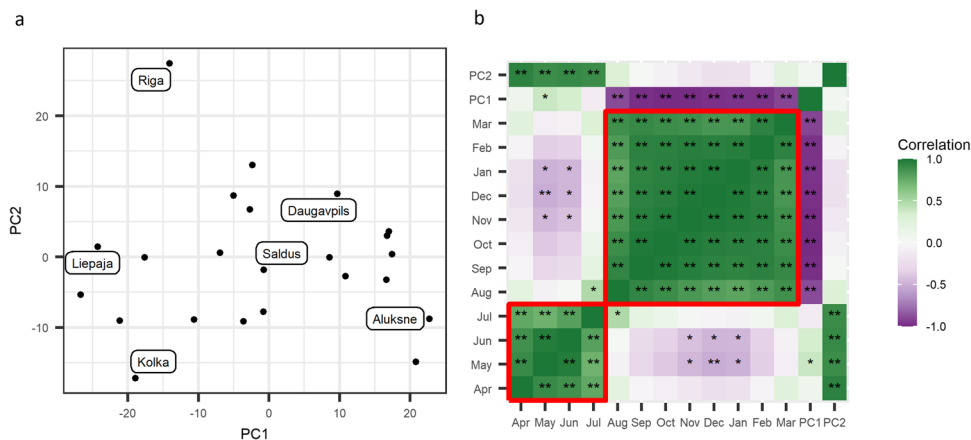 a
PC2
20
10
0
-10
-20
-10
0
10
20
PC1
Riga
Daugavpils
Saldus
Liepaja
Aluksne
Kolka
b
PC2 ** ** ** **
PC1 * ** ** ** ** ** ** ** **
Mar ** ** ** ** ** ** ** **
Feb ** ** ** ** ** ** ** **
Jan * * ** ** ** ** ** ** ** **
Dec ** * ** ** ** ** ** ** ** **
Nov * * ** ** ** ** ** ** ** **
Oct ** ** ** ** ** ** ** **
Sep ** ** ** ** ** ** ** **
Aug * ** ** ** ** ** ** ** **
Jul ** ** ** * **
Jun ** ** ** * * * **
May ** ** ** * ** * * **
Apr ** ** ** **
Apr May Jun Jul Aug Sep Oct Nov Dec Jan Feb Mar PC1 PC2
Correlation
1.0
0.5
0.0
-0.5
-1.0